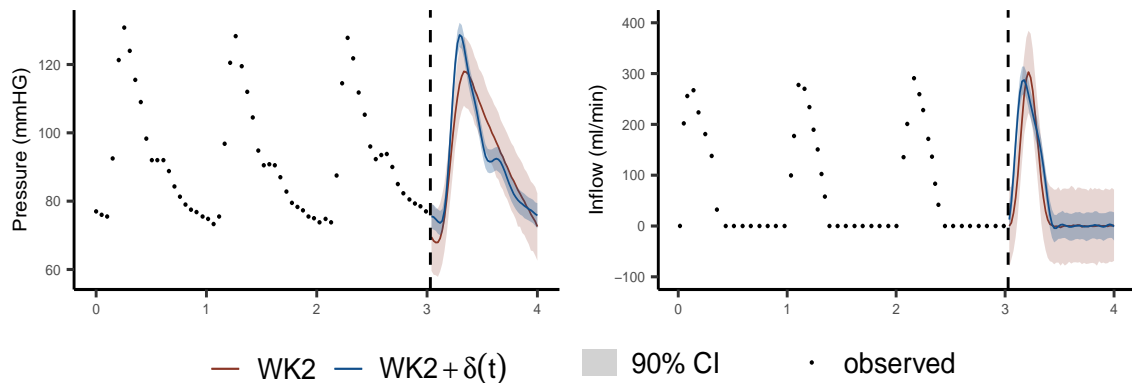 Pressure (mmHG)
120
100
80
60
0 1 2 3 4
Inflow (ml/min)
400
300
200
100
0
−100
0 1 2 3 4
WK2 WK2 + δ(t) 90% CI observed